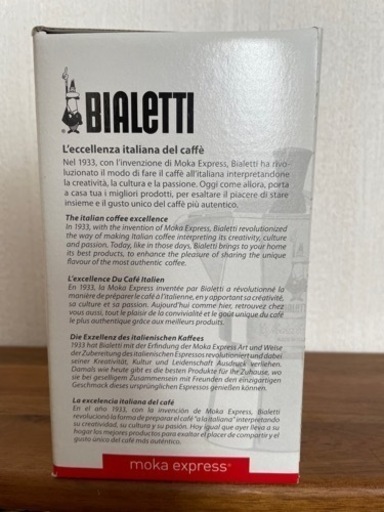 BIALETTI
L'eccellenza italiana del caffè
Nel 1933, con l'invenzione di Moka Express, Bialetti ha rivo-
luzionato il modo di fare il caffè all'italiana interpretandone
la creatività, la cultura e la passione. Oggi come allora, porta
a casa tua i migliori prodotti, per esaltare il piacere di stare
insieme e il gusto unico del caffè più autentico.
The italian coffee excellence
In 1933, with the invention of Moka Express, Bialetti revolutionized
the way of making Italian coffee interpreting its creativity, culture
and passion. Today, like in those days, Bialetti brings to your home
its best products, to enhance the pleasure of sharing the unique
flavour of the most authentic coffee.
L'excellence Du Café Italien
En 1933, la Moka Express inventée par Bialetti a révolutionné la
manière de préparer le café à l'italienne, en y apportant sa créativité,
sa culture et sa passion. Aujourd'hui comme hier, retrouvez chez
vous aussi, tout le plaisir de la convivialité et le goût unique du café
le plus authentique grâce aux meilleurs produits.
Die Exzellenz des italienischen Kaffees
1933 hat Bialetti mit der Erfindung der Moka Express Art und Weise
der Zubereitung des italienischen Espressos revolutioniert und dabei
seiner Kreativität, Kultur und Leidenschaft Ausdruck verliehen.
Damals wie heute gibt es die besten Produkte für Ihr Zuhause, wo
sie bei geselligem Zusammensein mit Freunden den einzigartigen
Geschmack dieses ursprünglichen Espressos genießen können.
La excelencia italiana del café
En el año 1933, con la invención de Moka Express, Bialetti
revolucionó la forma de preparar el café "a la italiana" interpretando
su creatividad, su cultura y su pasión. Hoy igual que ayer lleva a su
hogar los mejores productos para exaltar el placer de compartir y el
gusto único del café más auténtico.
moka express®